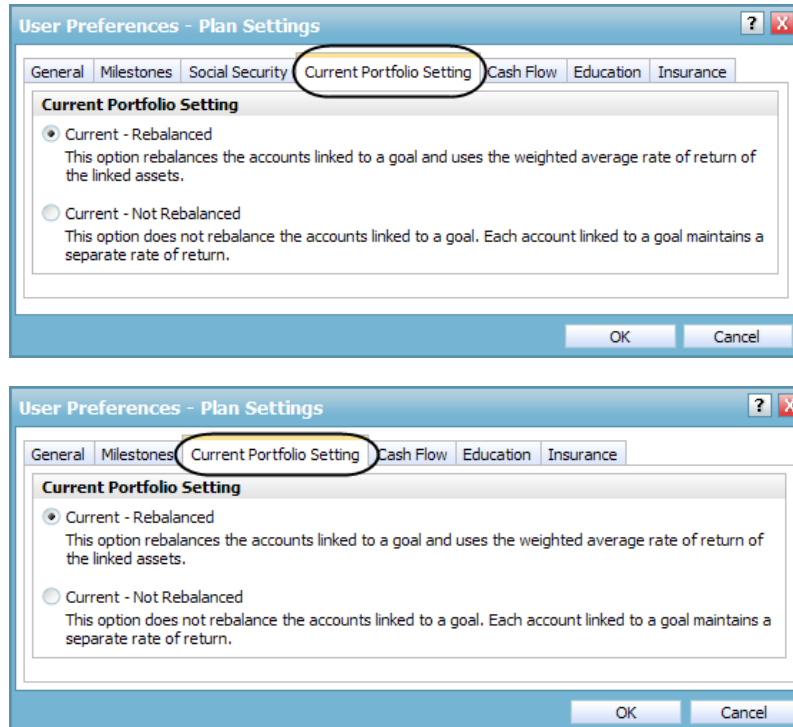 User Preferences - Plan Settings ? X
General Milestones Social Security Current Portfolio Setting Cash Flow Education Insurance
Current Portfolio Setting
Current - Rebalanced
This option rebalances the accounts linked to a goal and uses the weighted average rate of return of
the linked assets.
Current - Not Rebalanced
This option does not rebalance the accounts linked to a goal. Each account linked to a goal maintains a
separate rate of return.
OK Cancel
User Preferences - Plan Settings ? X
General Milestones Current Portfolio Setting Cash Flow Education Insurance
Current Portfolio Setting
Current - Rebalanced
This option rebalances the accounts linked to a goal and uses the weighted average rate of return of
the linked assets.
Current - Not Rebalanced
This option does not rebalance the accounts linked to a goal. Each account linked to a goal maintains a
separate rate of return.
OK Cancel